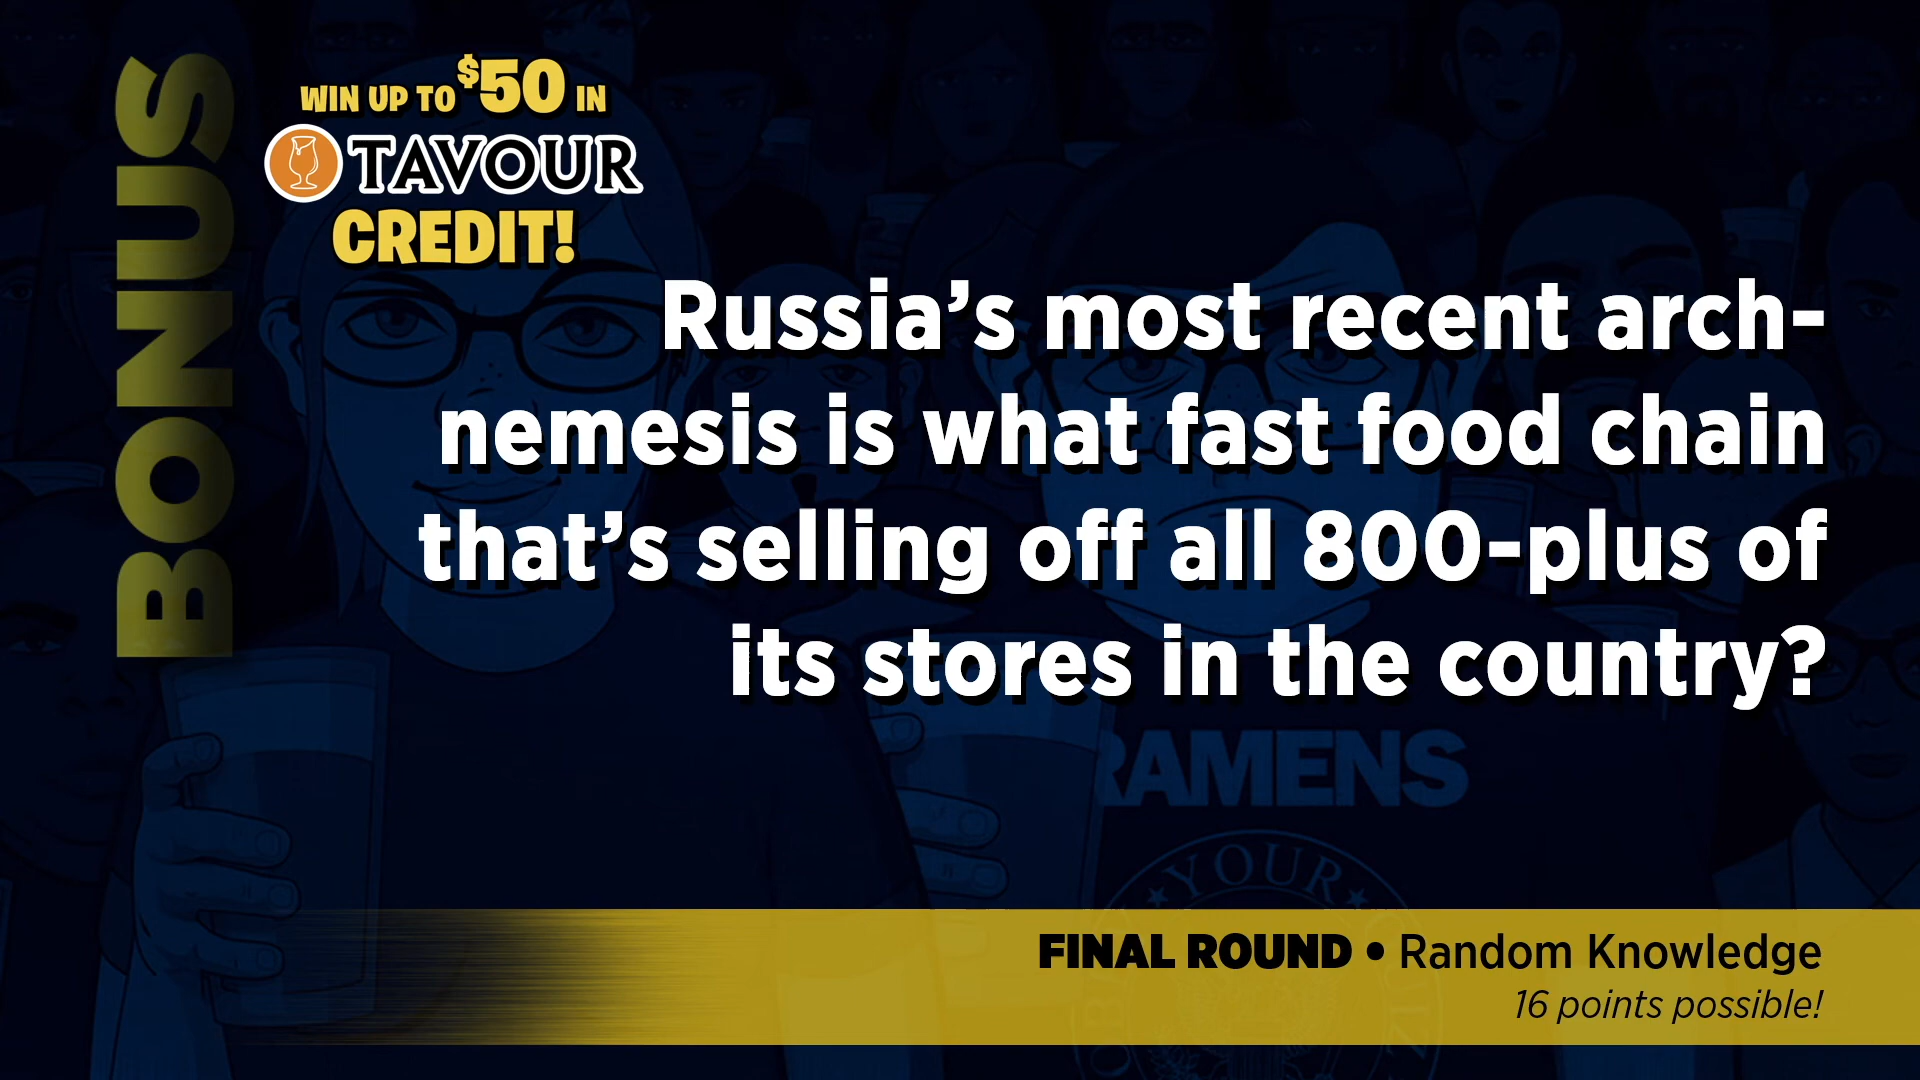 BONUS
WIN UP TO $50 IN
TAVOUR
CREDIT!
Russia’s most recent arch-
nemesis is what fast food chain
that’s selling off all 800-plus of
its stores in the country?
RAMENS
YOUR
FINAL ROUND • Random Knowledge
16 points possible!